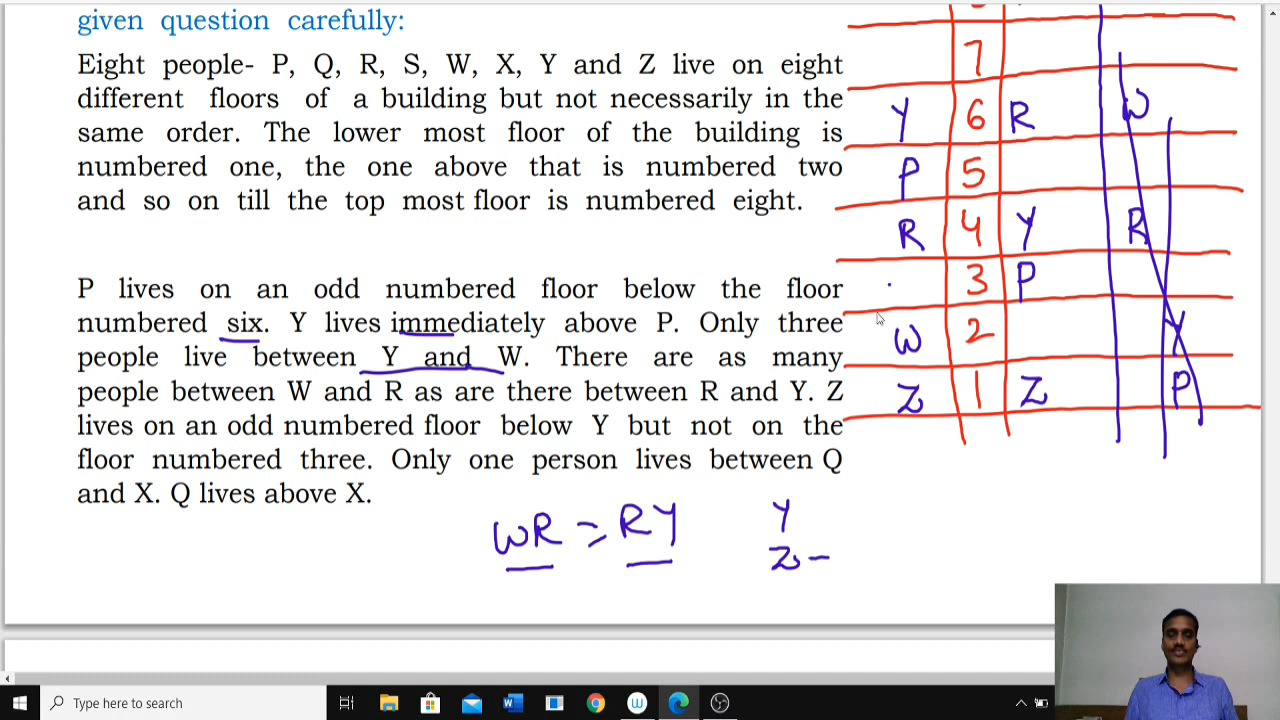 given question carefully:
Eight people- P, Q, R, S, W, X, Y and Z live on eight
different floors of a building but not necessarily in the
same order. The lower most floor of the building is
numbered one, the one above that is numbered two
and so on till the top most floor is numbered eight.
P lives on an odd numbered floor below the floor
numbered six. Y lives immediately above P. Only three
people live between Y and W. There are as many
people between W and R as are there between R and Y. Z
lives on an odd numbered floor below Y but not on the
floor numbered three. Only one person lives between Q
and X. Q lives above X.
WR = RY
Y
Z –
7
Y 6 R W
P 5
R 4 Y R
3 P
W 2 Y
Z 1 Z P
Type here to search